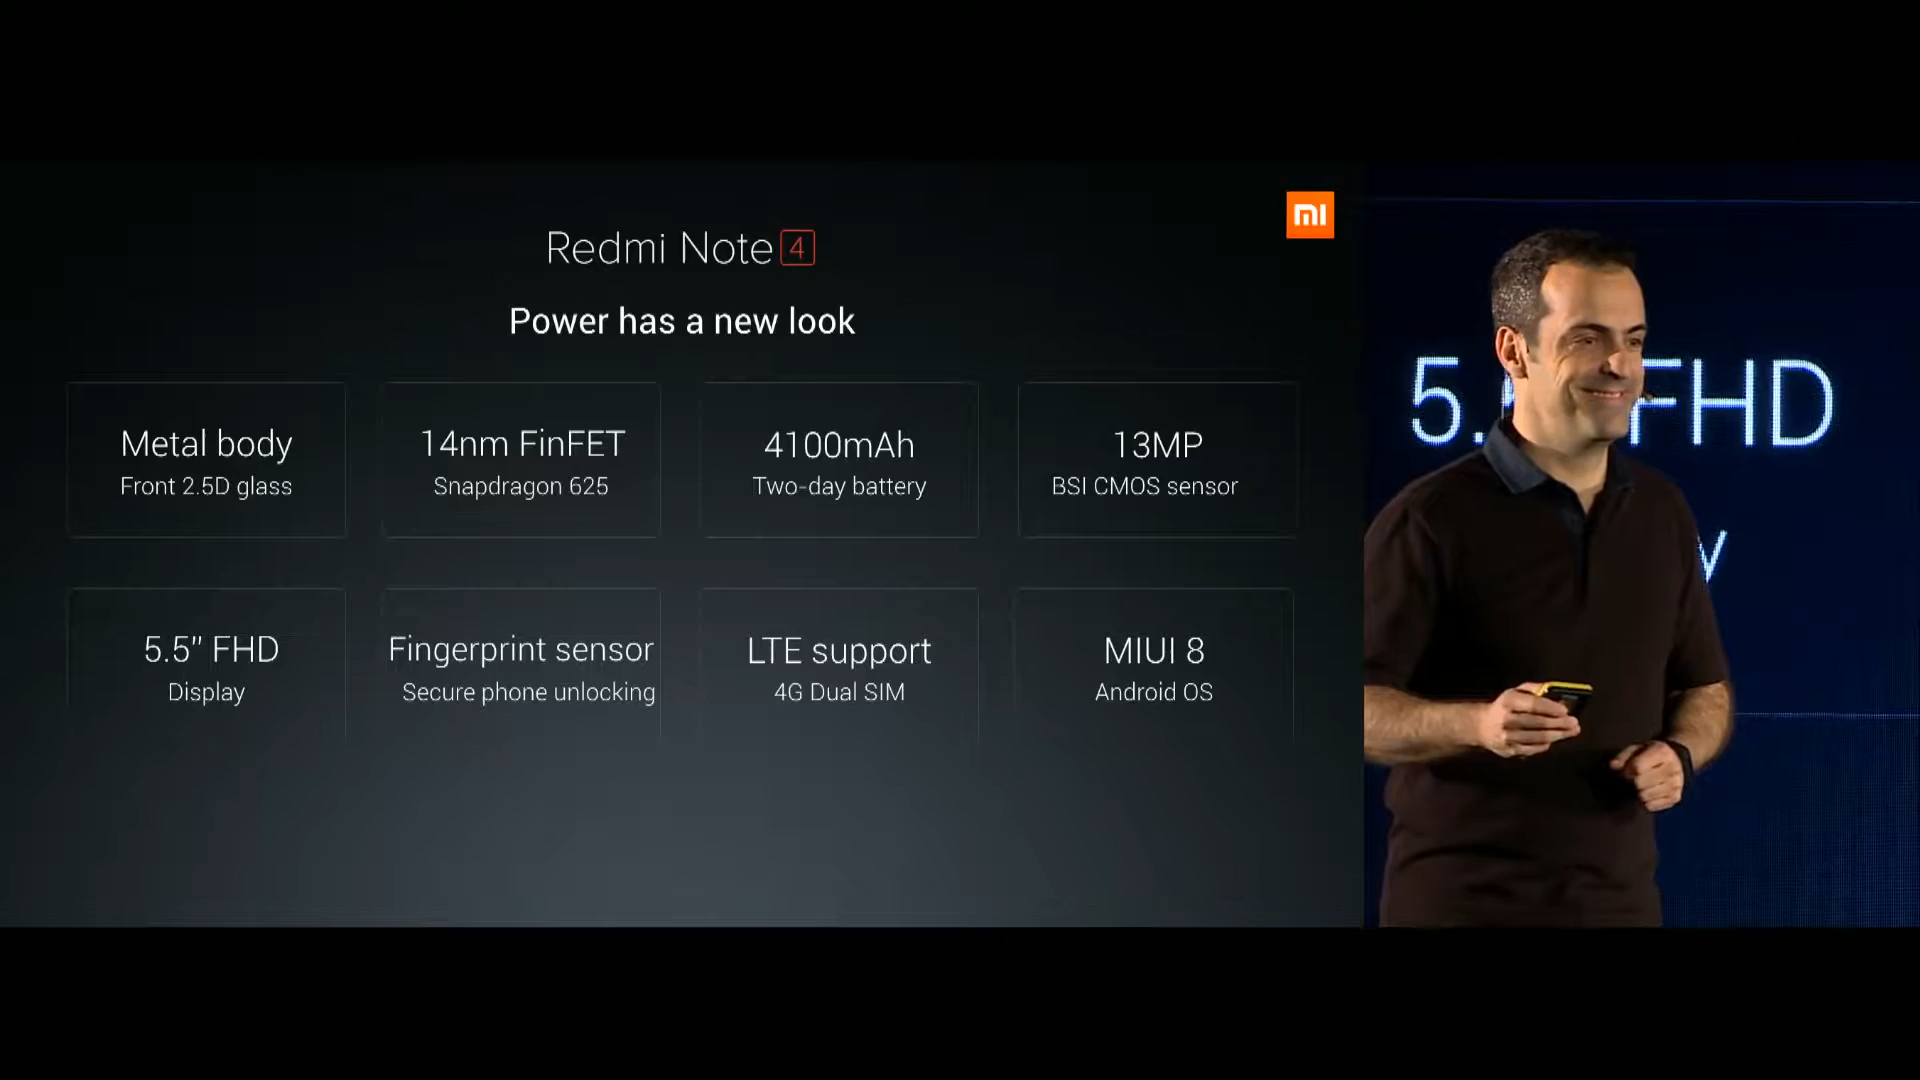 mi
Redmi Note 4
Power has a new look
Metal body
Front 2.5D glass
14nm FinFET
Snapdragon 625
4100mAh
Two-day battery
13MP
BSI CMOS sensor
5.5" FHD
Display
Fingerprint sensor
Secure phone unlocking
LTE support
4G Dual SIM
MIUI 8
Android OS
FHD